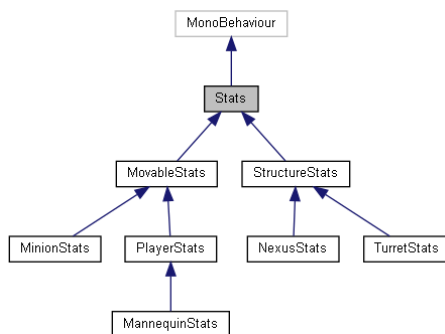 MonoBehaviour
Stats
MovableStats
StructureStats
MinionStats
PlayerStats
NexusStats
TurretStats
MannequinStats